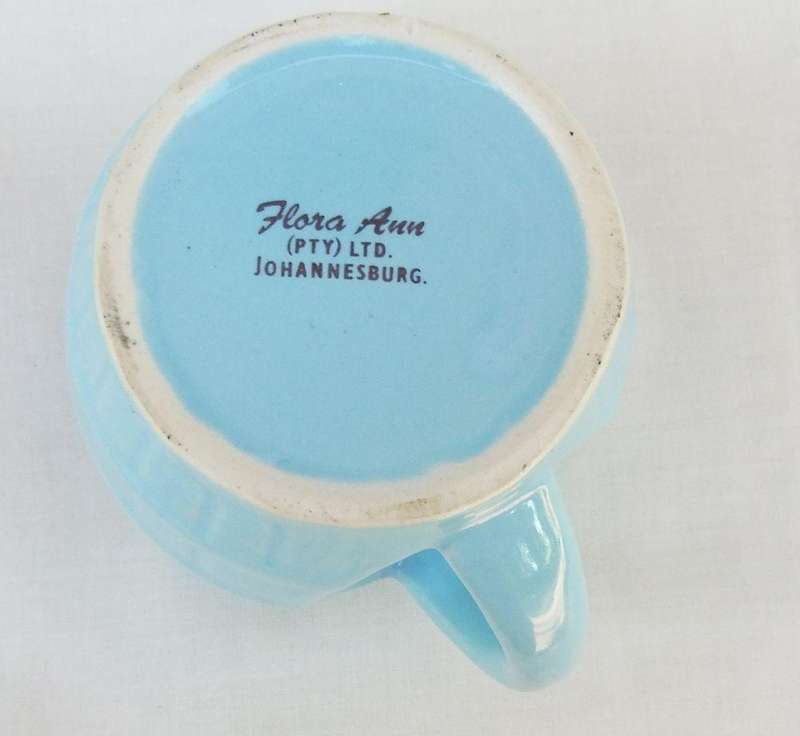 Flora Ann
(PTY) LTD.
JOHANNESBURG.